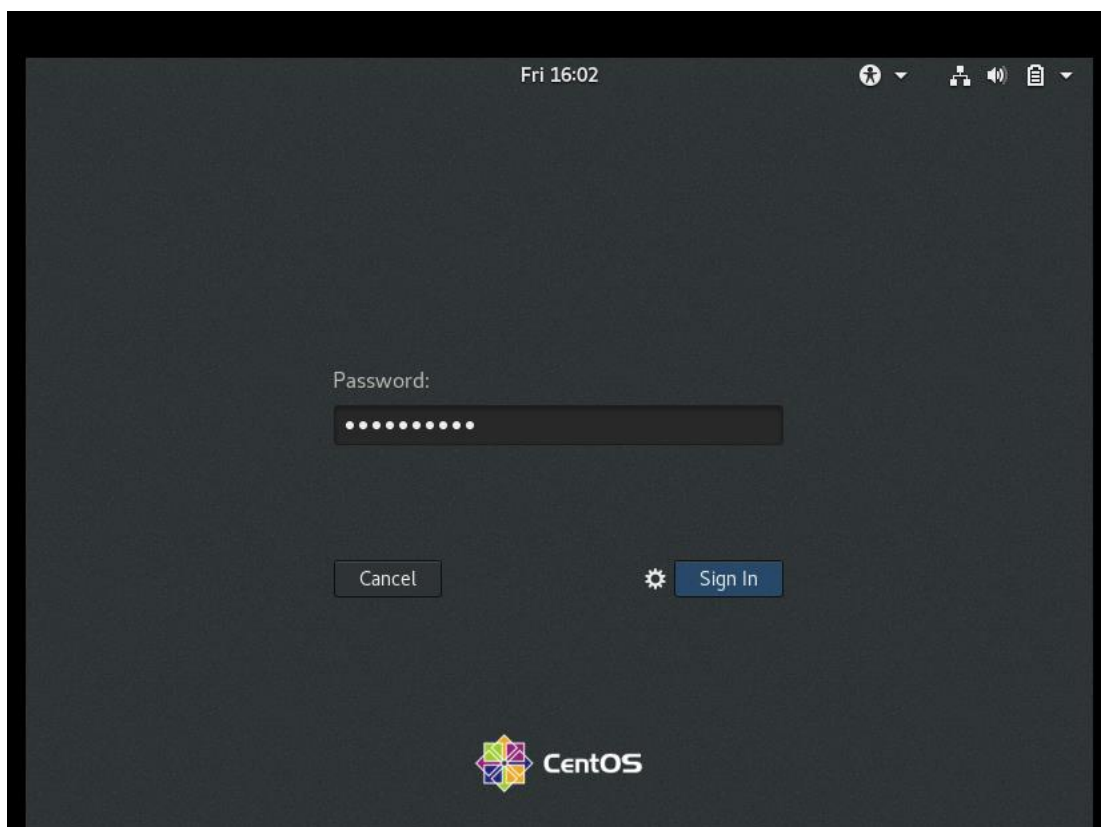 Fri 16:02
Password:
••••••••••
Cancel
Sign In
CentOS